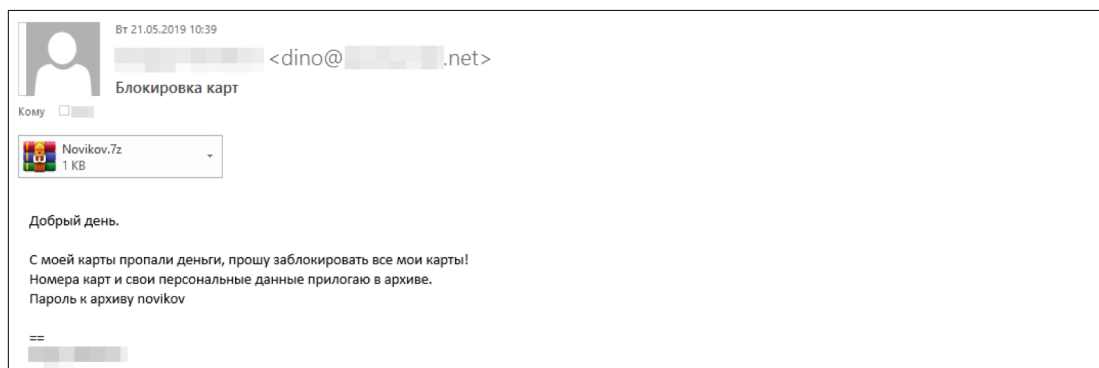 Вт 21.05.2019 10:39
<dino@ .net>
Блокировка карт
Кому
Novikov.7z
1 KB
Добрый день.
С моей карты пропали деньги, прошу заблокировать все мои карты!
Номера карт и свои персональные данные прилогаю в архиве.
Пароль к архиву novikov
==